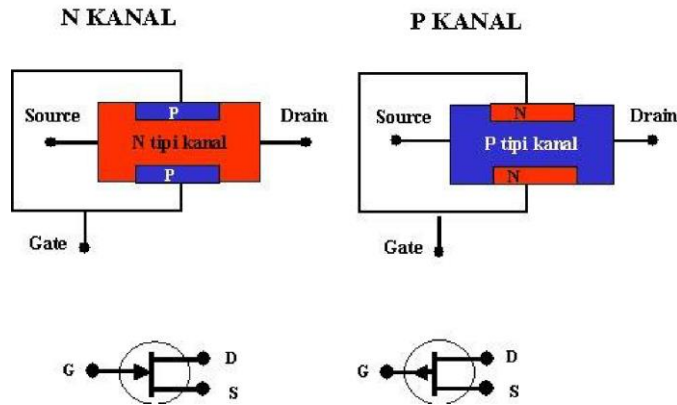 N KANAL
P KANAL
Source
P
N tipi kanal
P
Drain
Gate
Source
N
P tipi kanal
N
Drain
Gate
G
D
S
G
D
S